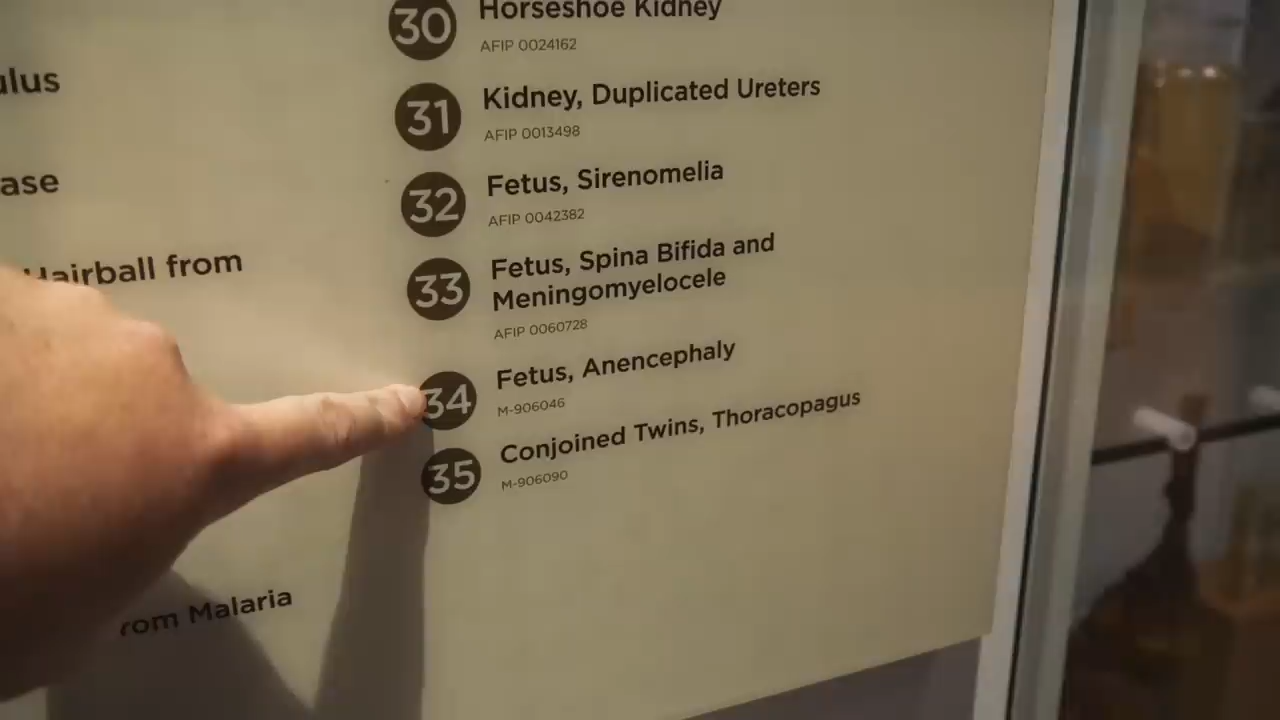 ulus
ase
Hairball from
rom Malaria
30
Horseshoe Kidney
AFIP 0024162
31
Kidney, Duplicated Ureters
AFIP 0013498
32
Fetus, Sirenomelia
AFIP 0042382
33
Fetus, Spina Bifida and
Meningomyelocele
AFIP 0060728
34
Fetus, Anencephaly
M-906046
35
Conjoined Twins, Thoracopagus
M-906090